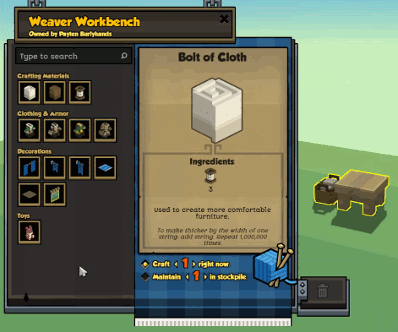 Weaver Workbench
Owned by Payten Barlyhands
Type to search
Crafting Materials
Clothing & Armor
Decorations
Toys
Bolt of Cloth
Ingredients
3
Used to create more comfortable
furniture.
To make thicker by the width of one
string: add string. Repeat 1,000,000
times.
Craft 1 right now
Maintain 1 in stockpile